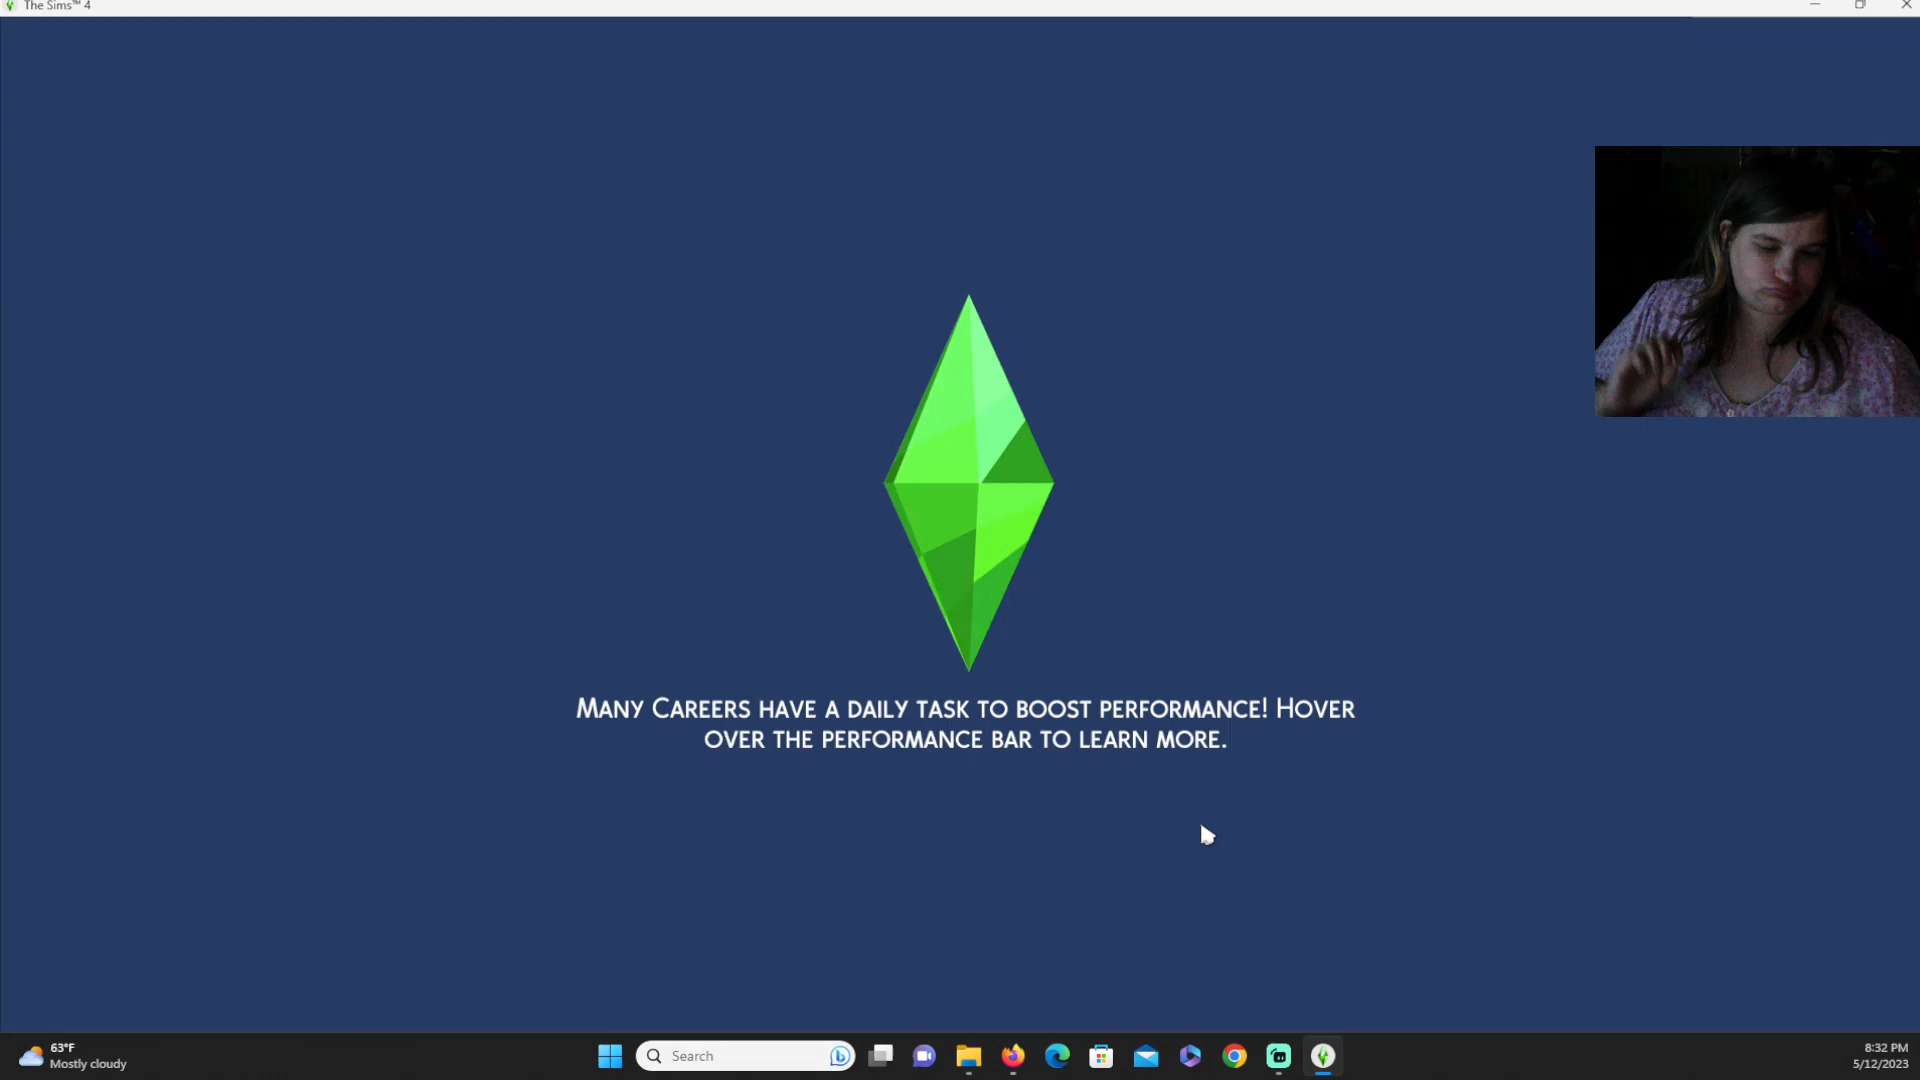 The Sims™ 4
MANY CAREERS HAVE A DAILY TASK TO BOOST PERFORMANCE! HOVER
OVER THE PERFORMANCE BAR TO LEARN MORE.
63°F
Mostly cloudy
Search
8:32 PM
5/12/2023